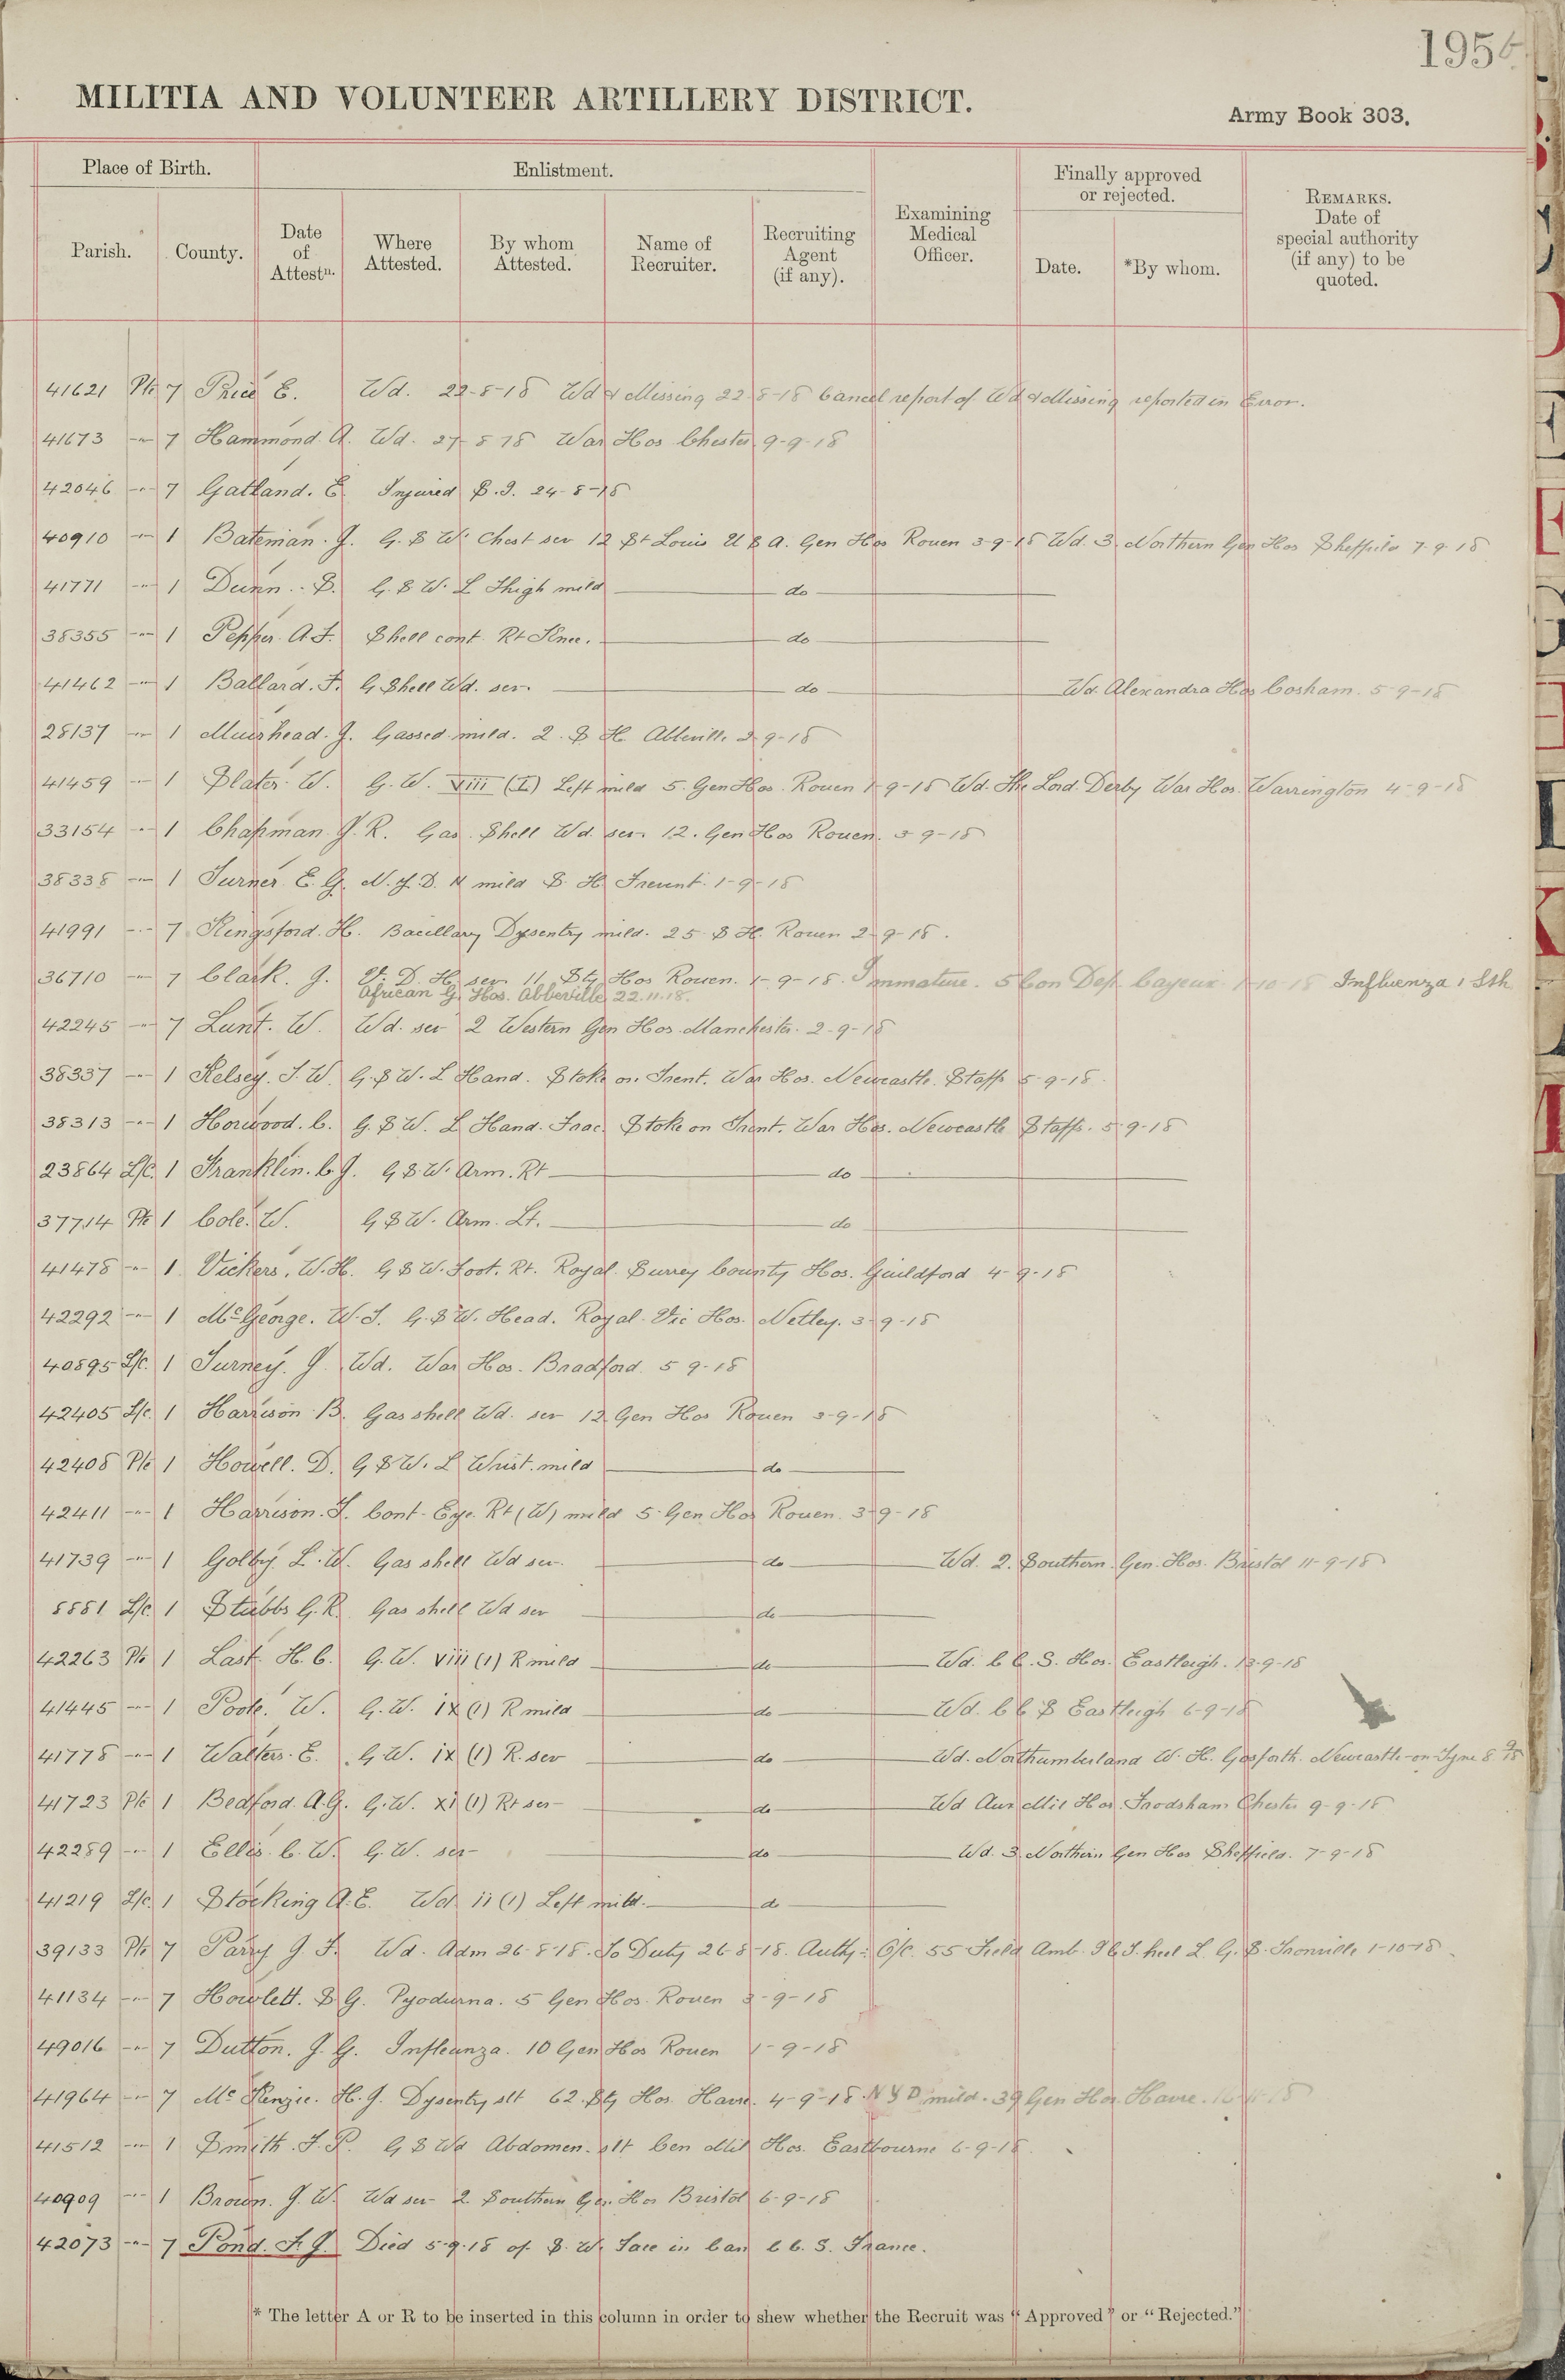 195
MILITIA AND VOLUNTEER ARTILLERY DISTRICT.
Army Book 303.
Place of Birth.
Enlistment.
Examining Medical Officer.
Finally approved or rejected.
REMARKS. Date of special authority (if any) to be quoted.
Parish.
County.
Date of Attestn.
Where Attested.
By whom Attested.
Name of Recruiter.
Recruiting Agent (if any).
Date.
*By whom.
41621 Pte 7 Price E. Wd. 22-8-18 Wd & Missing 22-8-18 Cancel report of Wd & Missing reported in Error.
41673 -"- 7 Hammond. A. Wd. 27-8-18 War Hos Chester 9-9-18
42046 -"- 7 Gatland. E. Injured S.I. 24-8-18
40910 -"- 1 Bateman. J. G.S.W. Chest sev 12 St Louis U S A. Gen Hos Rouen 3-9-18 Wd. 3. Northern Gen Hos Sheffield 7-9-18
41771 -"- 1 Dunn. S. G.S.W. L Thigh mild do
38355 -"- 1 Pepper. A.F. Shell cont. Rt Knee. do
41462 -"- 1 Ballard. F. G Shell Wd. sev. do Wd. Alexandra Hos Cosham. 5-9-18
28137 -"- 1 Muirhead. J. Gassed mild. 2. S H. Abbeville 2-9-18
41459 -"- 1 Slater. W. G.W. VIII (I) Left mild 5. Gen Hos. Rouen 1-9-18 Wd. The Lord Derby War Hos. Warrington 4-9-18
33154 -"- 1 Chapman. J.R. Gas. Shell Wd. sev. 12. Gen Hos Rouen. 3-9-18
38338 -"- 1 Turner. E.G. N.Y.D. N mild S. H. Treport. 1-9-18
41991 -"- 7 Kingsford. H. Bacillary Dysentry mild. 25 S H. Rouen 2-9-18.
36710 -"- 7 Clark. J. V.D.H. sev. 11. Sty Hos Rouen. 1-9-18. Immature. 5 Con Dep. Cayeux 1-10-18 Influenza 1 Sth
African G. Hos. Abbeville 22.11.18.
42245 -"- 7 Lunt. W. Wd. sev 2 Western Gen Hos. Manchester. 2-9-18
38337 -"- 1 Kelsey. J.W. G.S.W. L Hand. Stoke on Trent. War Hos. Newcastle. Staffs 5-9-18.
38313 -"- 1 Horwood. C. G.S.W. L Hand. Frac. Stoke on Trent. War Hos. Newcastle Staffs. 5-9-18
23864 L/C. 1 Franklin. C.J. G.S.W. Arm. Rt do
37714 Pte 1 Cole. W. G S W. Arm. Lt. do
41478 -"- 1 Vickers. W.H. G S W. Foot. Rt. Royal Surrey County Hos. Guildford 4-9-18
42292 -"- 1 McGeorge. W.J. G.S.W. Head. Royal Vic Hos. Netley. 3-9-18
40895 L/C. 1 Turney. J. Wd. War Hos. Bradford. 5-9-18
42405 L/C 1 Harrison B. Gas shell Wd. sev 12 Gen Hos Rouen 3-9-18
42408 Pte 1 Howell. D. G S W. L Wrist. mild do
42411 -"- 1 Harrison. J. Cont. Eye. Rt (W) mild 5. Gen Hos Rouen. 3-9-18
41739 -"- 1 Golby. L.W. Gas shell Wd sev. do Wd. 2. Southern. Gen. Hos. Bristol 11-9-18
8881 L/C 1 Stubbs G.R. Gas shell Wd sev do
42263 Pte 1 Last. H.C. G.W. VIII (1) R mild do Wd. C C.S. Hos. Eastleigh. 13-9-18
41445 -"- 1 Poole. W. G.W. IX (1) R mild do Wd. C C S Eastleigh 6-9-18
41778 -"- 1 Walters. E. G.W. IX (1) R. sev do Wd. Northumberland W. H. Gosforth. Newcastle-on-Tyne 8-9-18
41723 Pte 1 Bedford. A.G. G.W. XI (1) Rt sev do Wd Aux Mil Hos. Frodsham Chester 9-9-18
42289 -"- 1 Ellis. C.W. G.W. sev do Wd. 3. Northern Gen Hos Sheffield. 7-9-18
41219 L/C. 1 Stocking A.E. Wd. II (1) Left mild. do
39133 Pte 7 Parry J F. Wd. Adm 26-8-18. To Duty 26-8-18. Auth: O/C. 55 Field Amb. I C T. heel L. G.S. Ironville 1-10-18.
41134 -"- 7 Howlett. S G. Pyoderma. 5 Gen Hos. Rouen 2-9-18
49016 -"- 7 Dutton. J.G. Infleunza. 10 Gen Hos Rouen 1-9-18
41964 -"- 7 McKenzie. H.J. Dysentry slt 62. Sty Hos. Havre. 4-9-18. N Y D mild. 39 Gen Hos. Havre.
41512 -"- 1 Smith. F.P. G S Wd Abdomen. slt Cen Mil Hos. Eastbourne 6-9-18.
40909 -"- 1 Brown. J.W. Wd sev 2. Southern Gen. Hos Bristol 6-9-18
42073 -"- 7 Pond. F.J. Died 5-9-18 of S.W. Face in Can C C.S. France.
* The letter A or R to be inserted in this column in order to shew whether the Recruit was "Approved" or "Rejected."